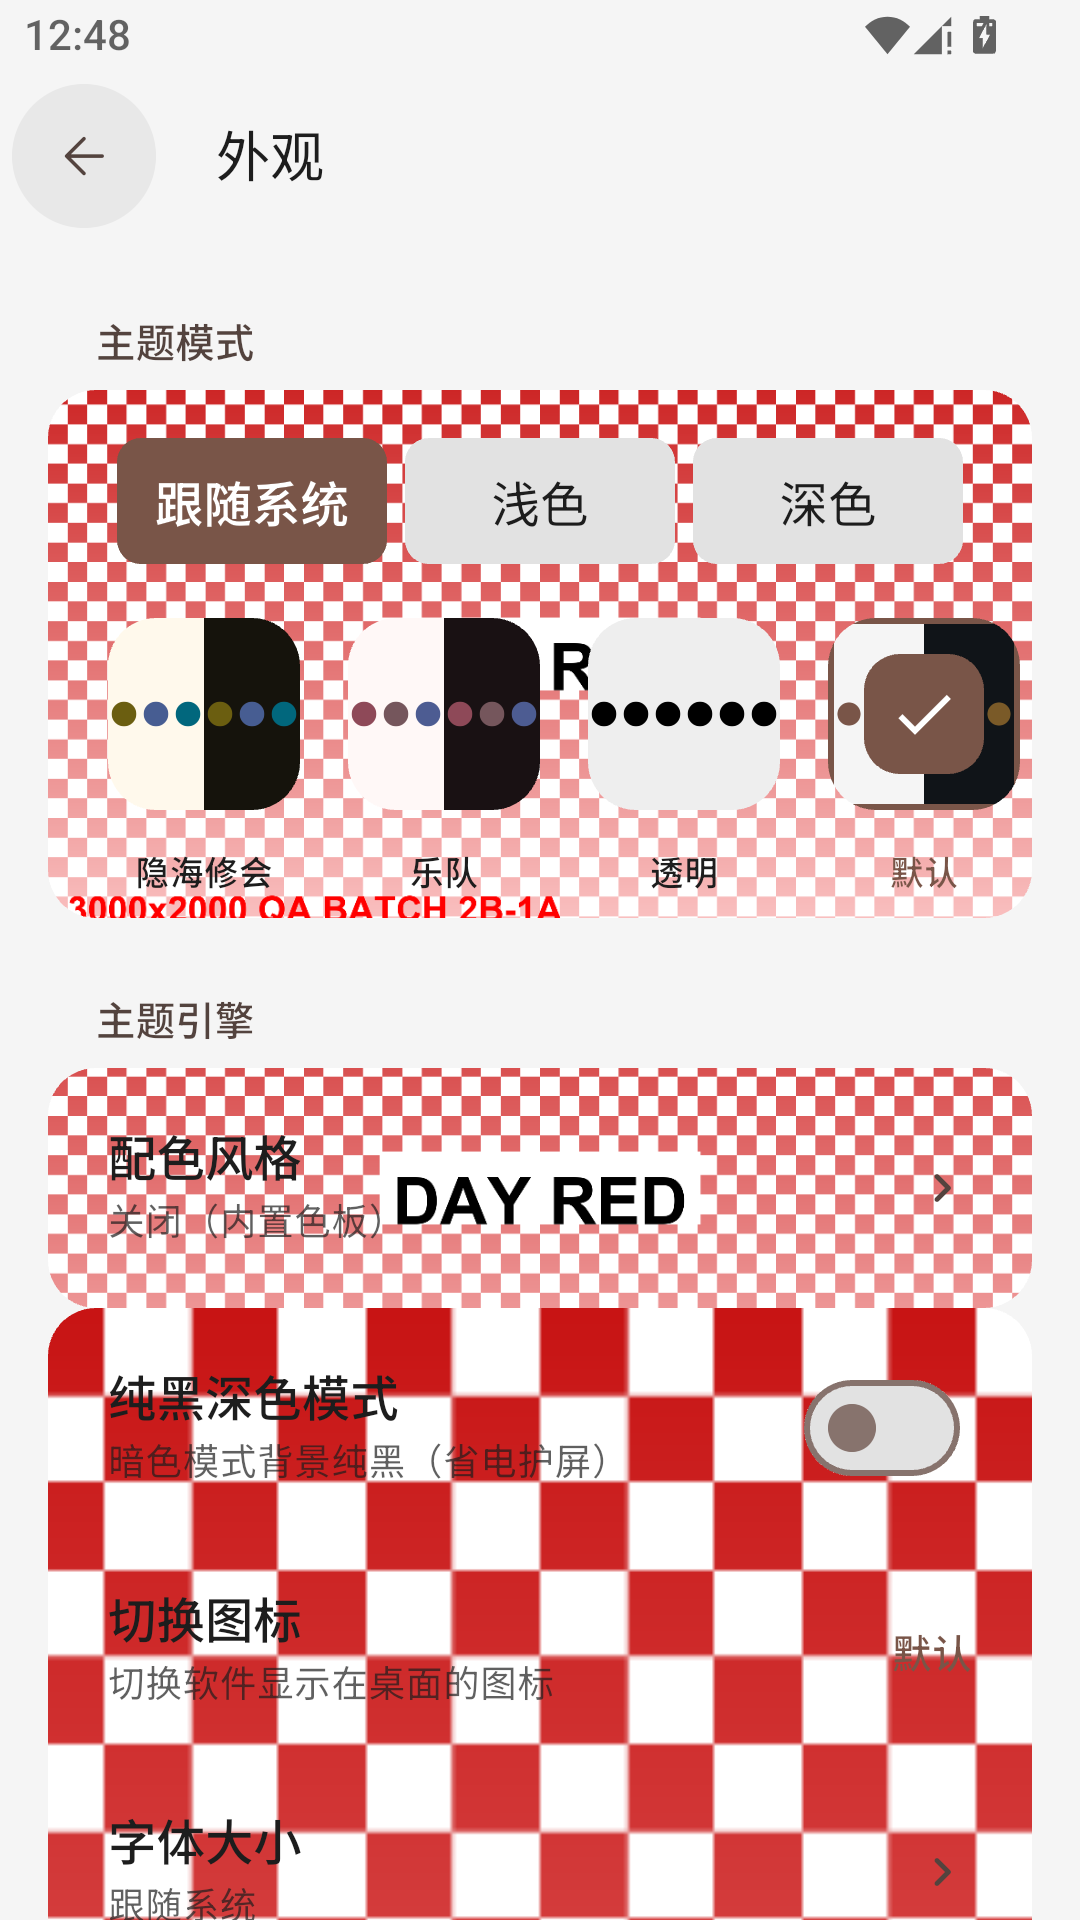 12:48
外观
主题模式
跟随系统
浅色
深色
R
隐海修会
乐队
透明
默认
3000x2000 QA BATCH 2B-1A
主题引擎
配色风格
关闭（内置色板）
DAY RED
纯黑深色模式
暗色模式背景纯黑（省电护屏）
切换图标
切换软件显示在桌面的图标
默认
字体大小
跟随系统